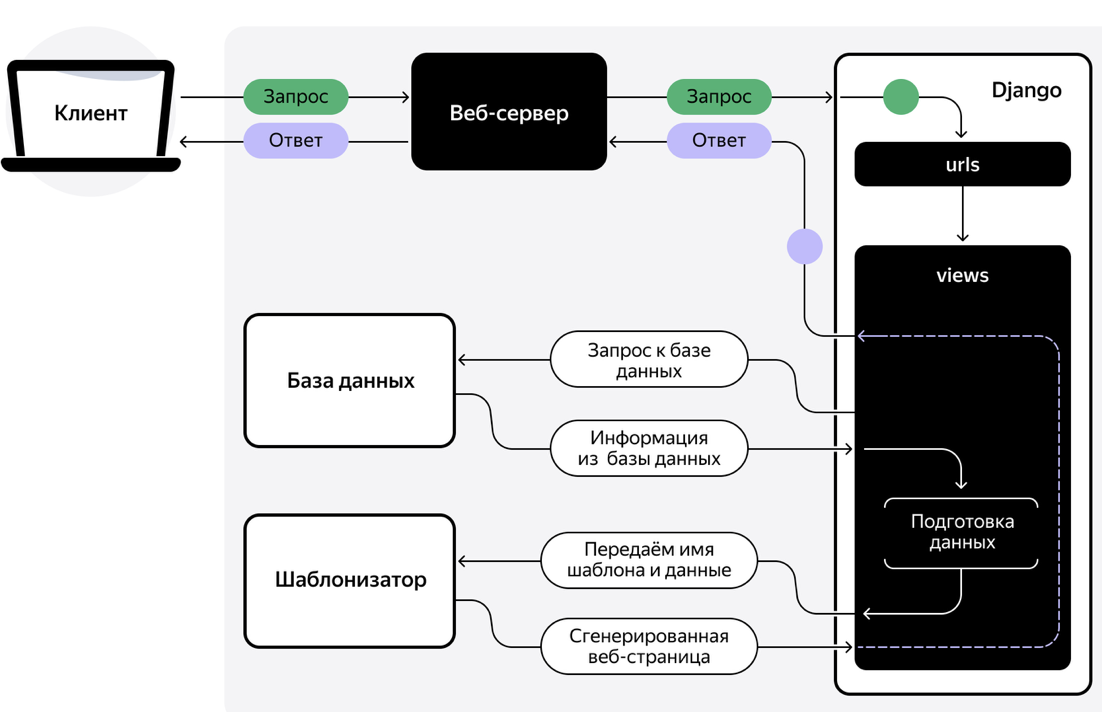 Клиент
Запрос
Ответ
Веб-сервер
Запрос
Ответ
Django
urls
views
База данных
Запрос к базе
данных
Информация
из базы данных
Подготовка
данных
Шаблонизатор
Передаём имя
шаблона и данные
Сгенерированная
веб-страница